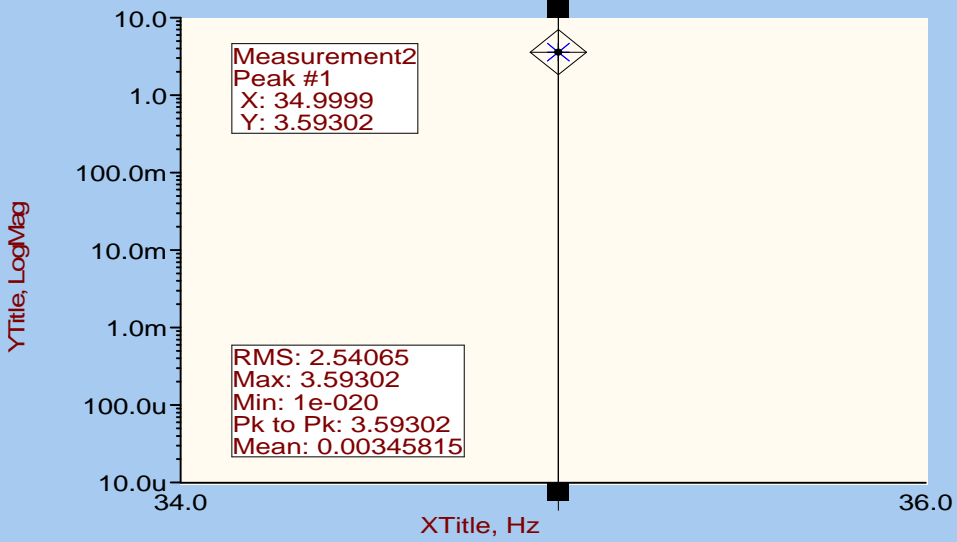 10.0
1.0
100.0m
10.0m
1.0m
100.0u
10.0u
YTitle, LogMag
Measurement2
Peak #1
X: 34.9999
Y: 3.59302
RMS: 2.54065
Max: 3.59302
Min: 1e-020
Pk to Pk: 3.59302
Mean: 0.00345815
34.0
36.0
XTitle, Hz